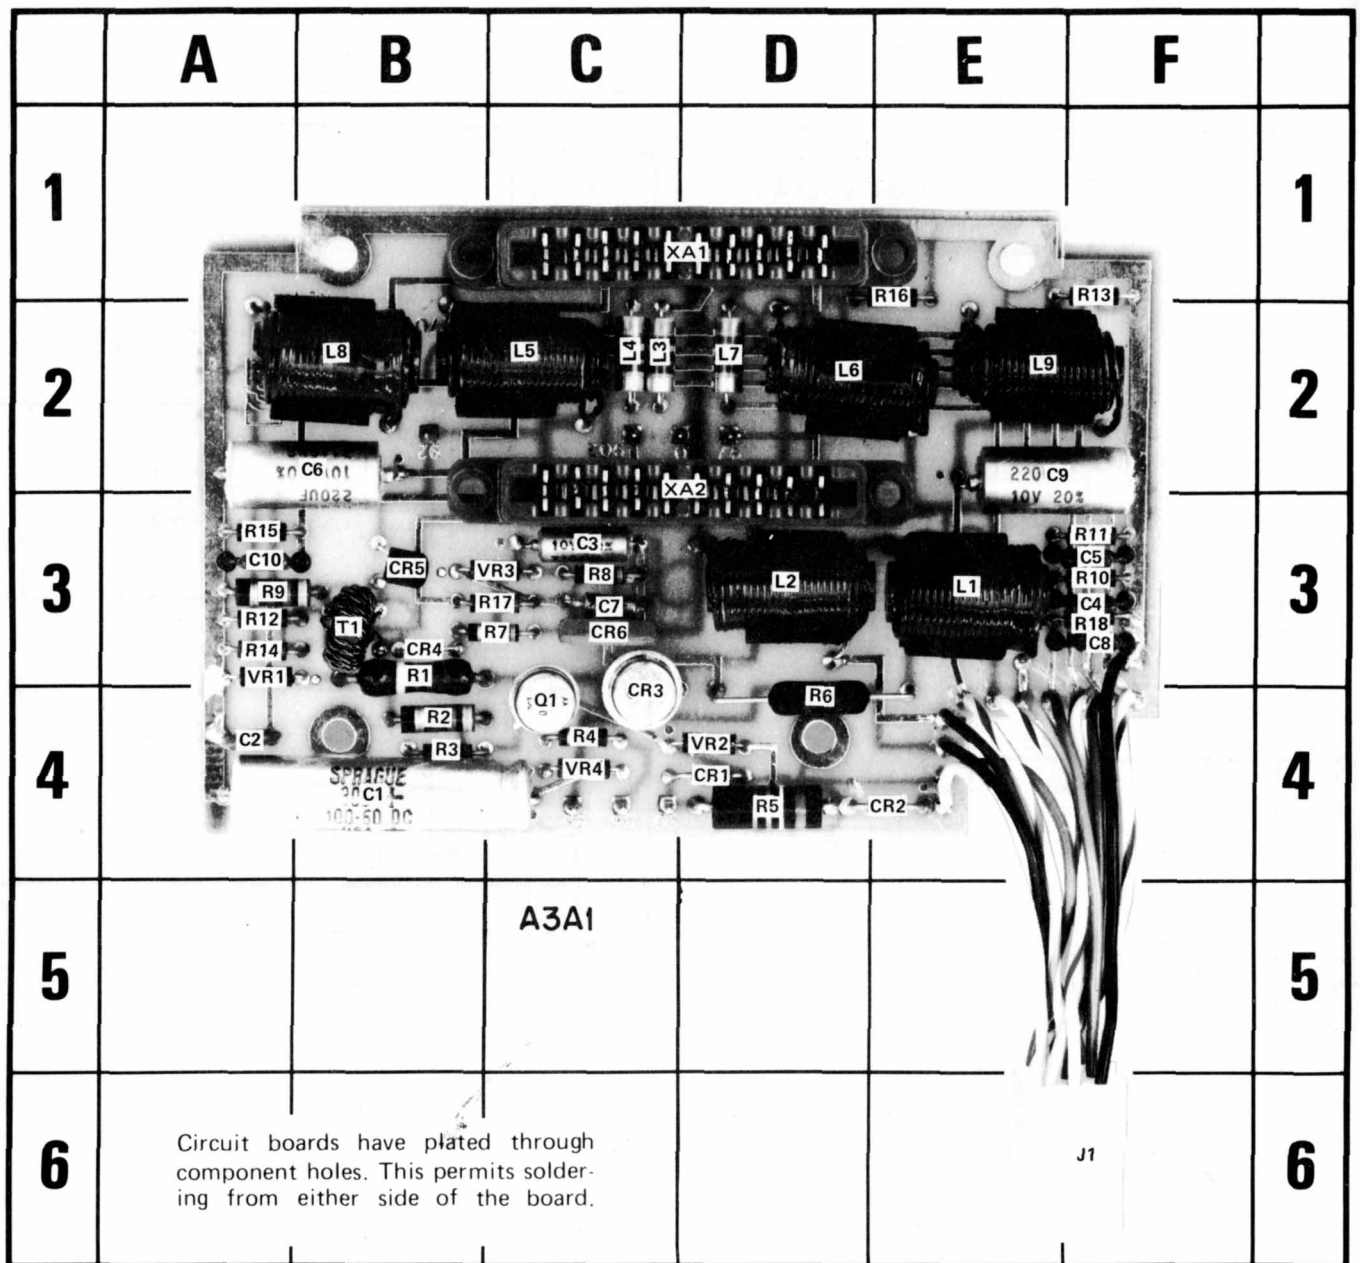 A B C D E F
1 1
XA1
R16 R13
L8 L5 L4 L3 L7 L6 L9
2 2
C6 XA2 220 C9
220UF 10V 20%
R15 C3 R11
C10 CR5 VR3 R8 L2 L1 C5
3 R9 R17 C7 R10 3
R12 T1 R7 CR6 C4
R14 CR4 R18
VR1 R1 C8
Q1 CR3 R6
R2
C2 R3 R4 VR2
4 SPRAGUE VR4 CR1 4
C1 R5 CR2
100-50 DC
A3A1
5 5
Circuit boards have plated through
component holes. This permits solder-
ing from either side of the board.
6 J1 6